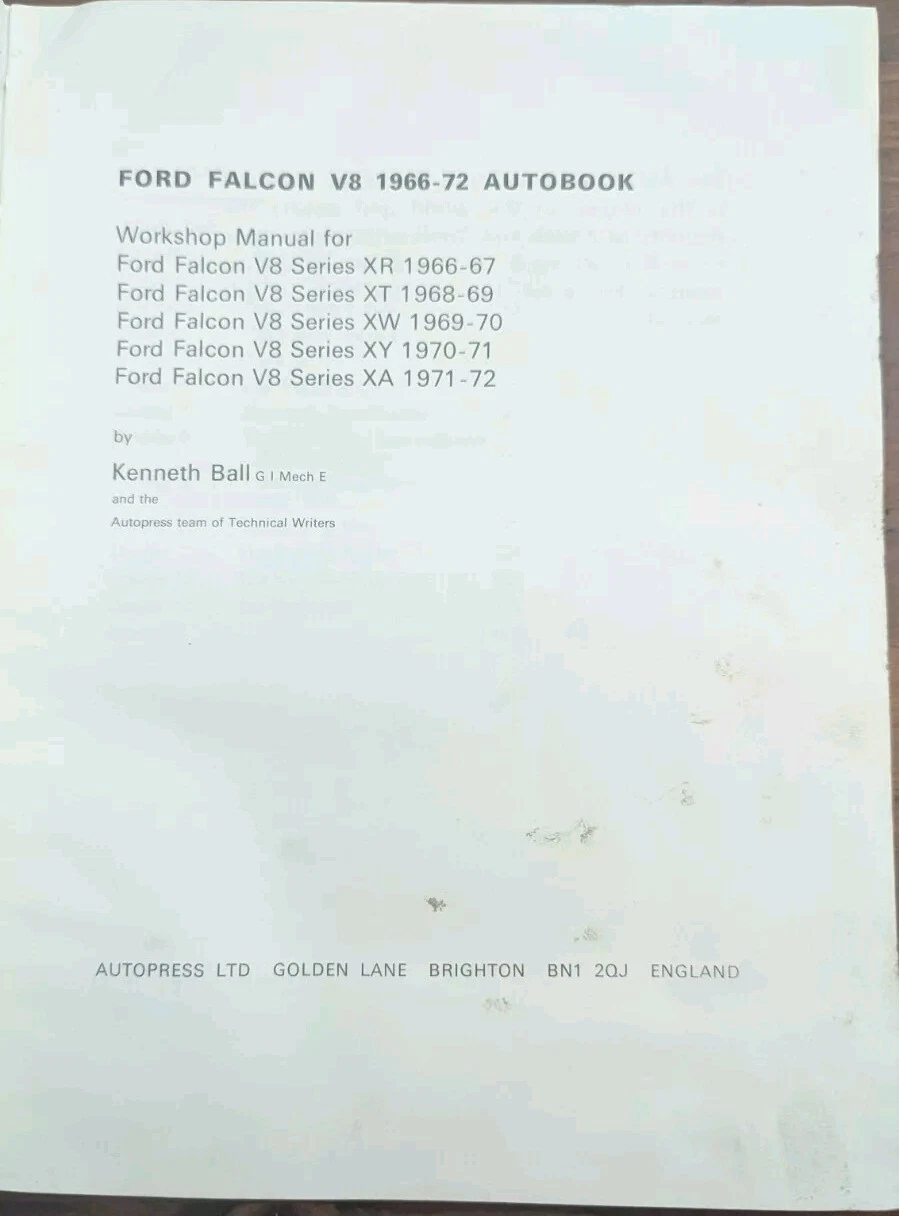 FORD FALCON V8 1966-72 AUTOBOOK
Workshop Manual for
Ford Falcon V8 Series XR 1966-67
Ford Falcon V8 Series XT 1968-69
Ford Falcon V8 Series XW 1969-70
Ford Falcon V8 Series XY 1970-71
Ford Falcon V8 Series XA 1971-72
by
Kenneth Ball G I Mech E
and the
Autopress team of Technical Writers
AUTOPRESS LTD GOLDEN LANE BRIGHTON BN1 2QJ ENGLAND